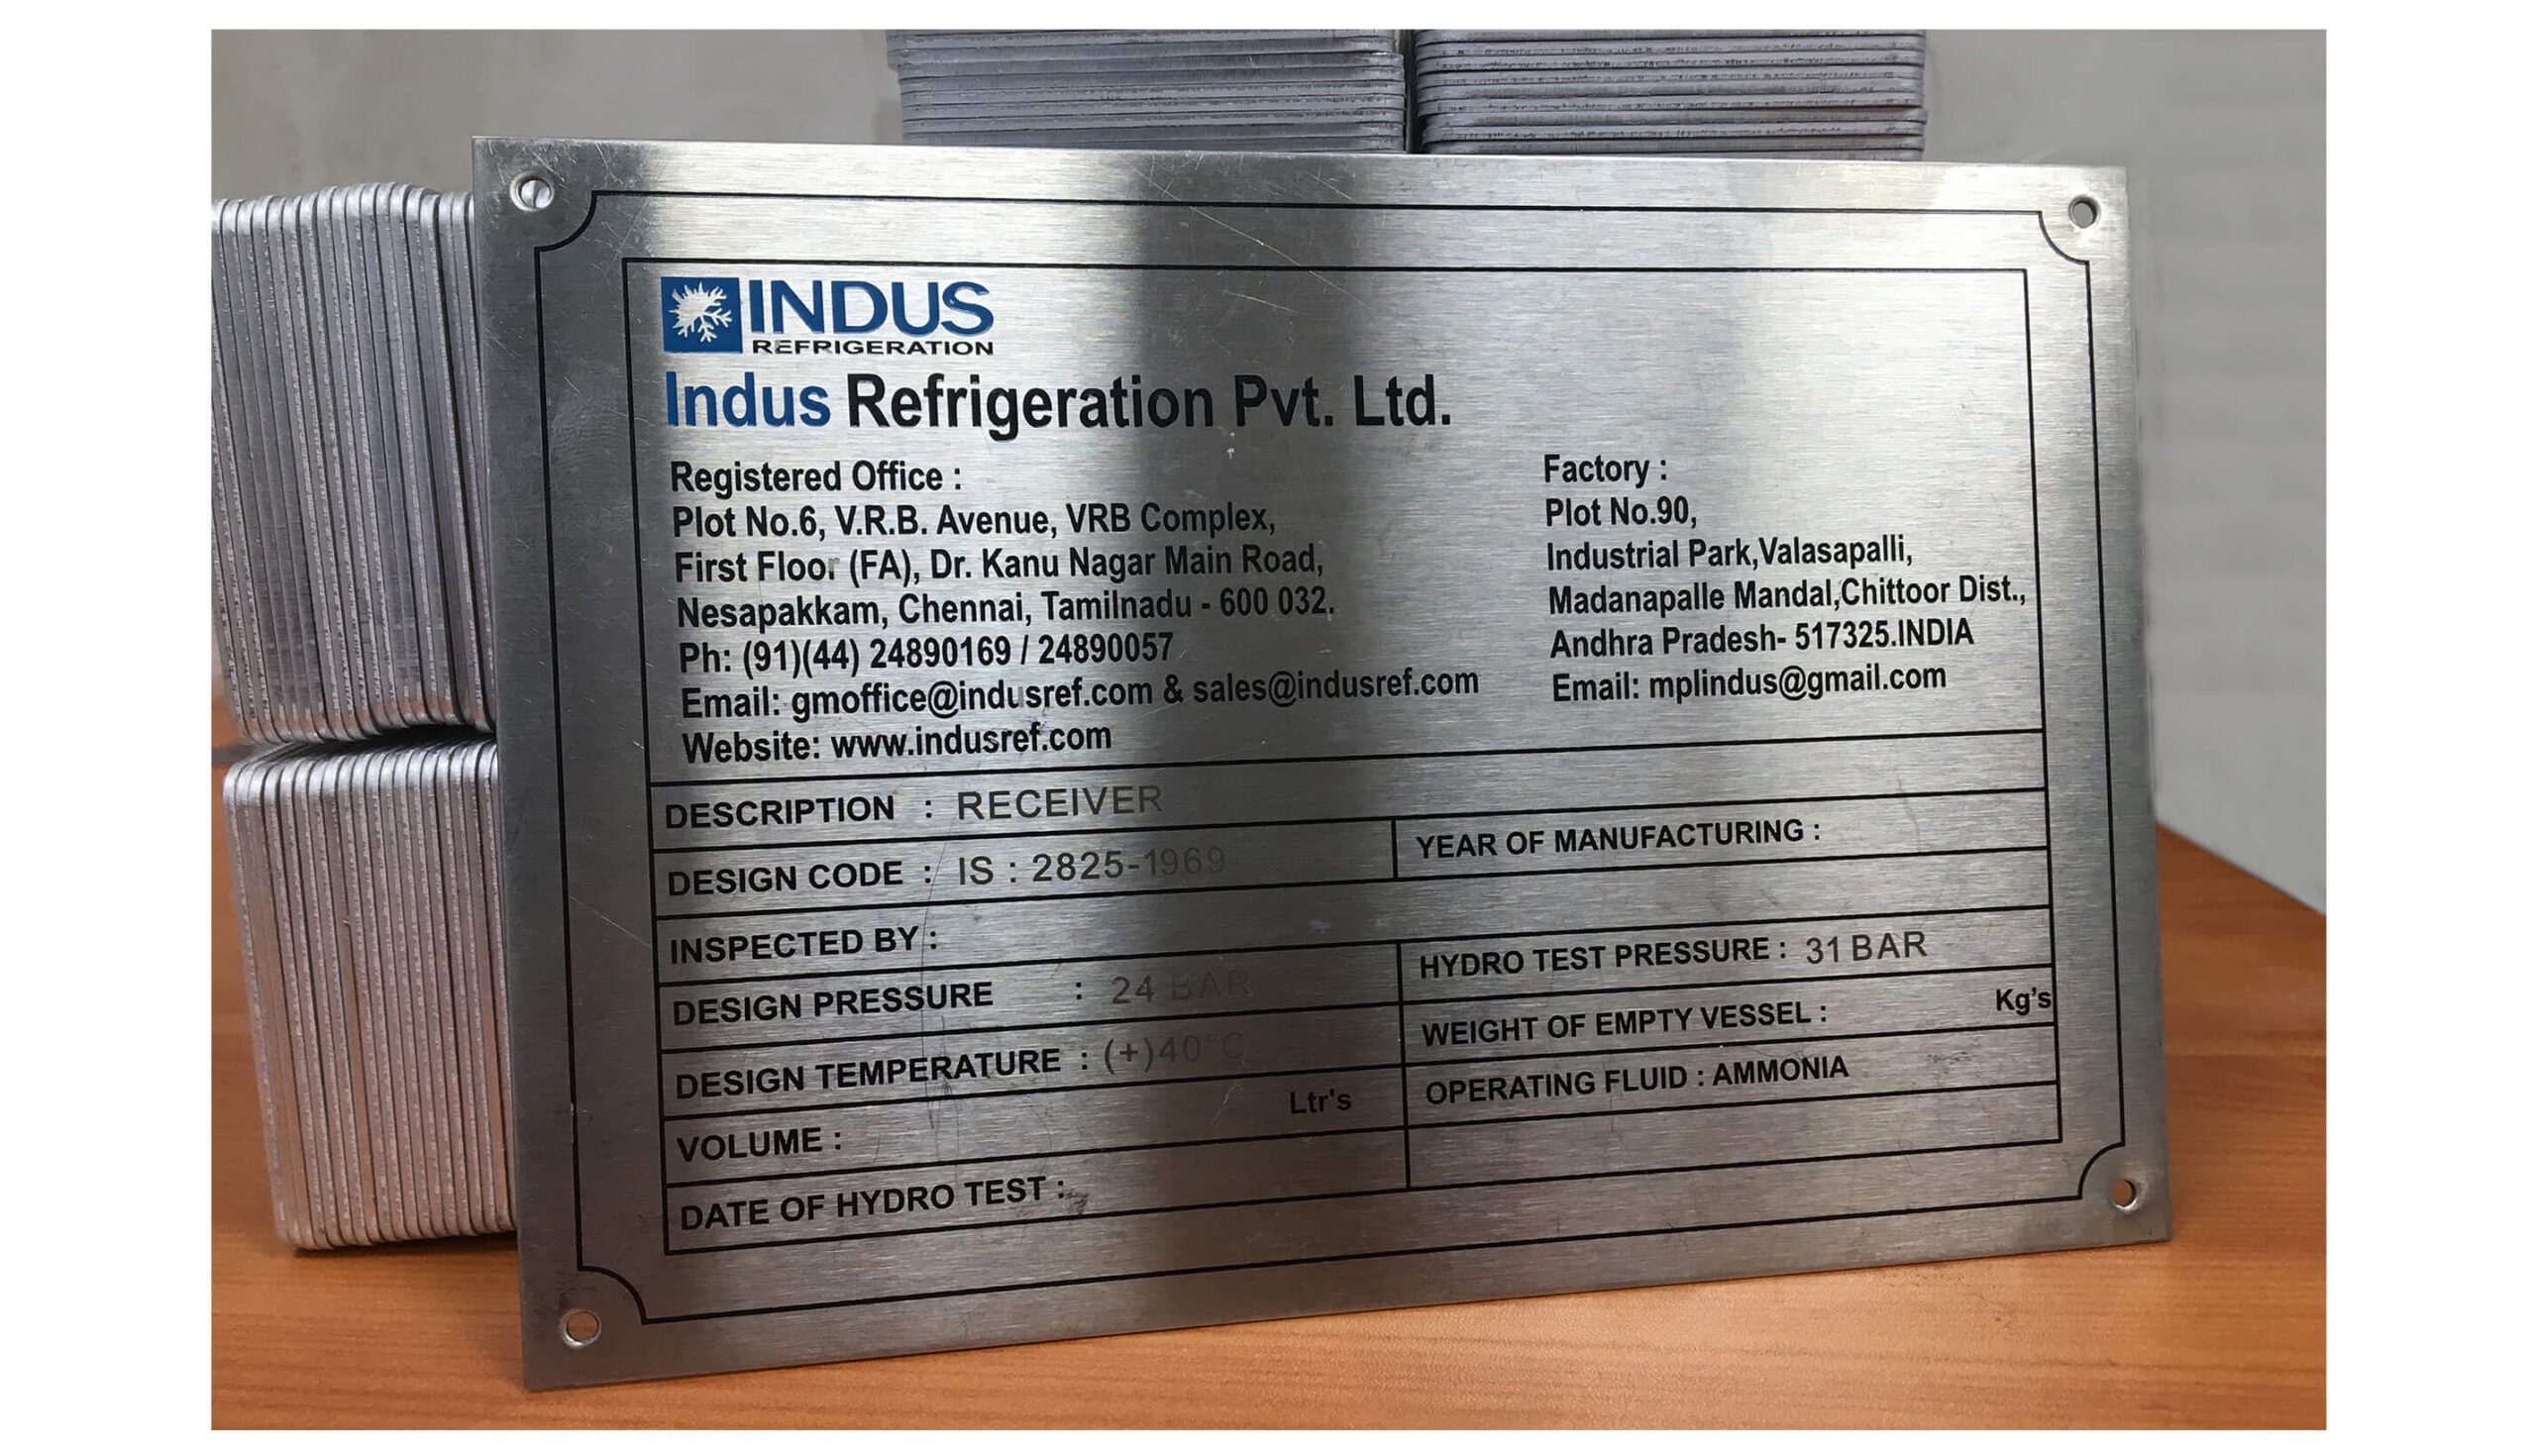 INDUS
REFRIGERATION
Indus Refrigeration Pvt. Ltd.
Registered Office :
Plot No.6, V.R.B. Avenue, VRB Complex,
First Floor (FA), Dr. Kanu Nagar Main Road,
Nesapakkam, Chennai, Tamilnadu - 600 032.
Ph: (91)(44) 24890169 / 24890057
Email: gmoffice@indusref.com & sales@indusref.com
Website: www.indusref.com
Factory :
Plot No.90,
Industrial Park,Valasapalli,
Madanapalle Mandal,Chittoor Dist.,
Andhra Pradesh- 517325.INDIA
Email: mplindus@gmail.com
DESCRIPTION : RECEIVER
DESIGN CODE : IS : 2825-1969
YEAR OF MANUFACTURING :
INSPECTED BY :
DESIGN PRESSURE : 24 BAR
HYDRO TEST PRESSURE : 31 BAR
DESIGN TEMPERATURE : (+)40°C
WEIGHT OF EMPTY VESSEL : Kg's
VOLUME : Ltr's
OPERATING FLUID : AMMONIA
DATE OF HYDRO TEST :